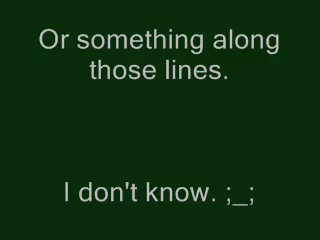 Or something along
those lines.
I don't know. ;_;